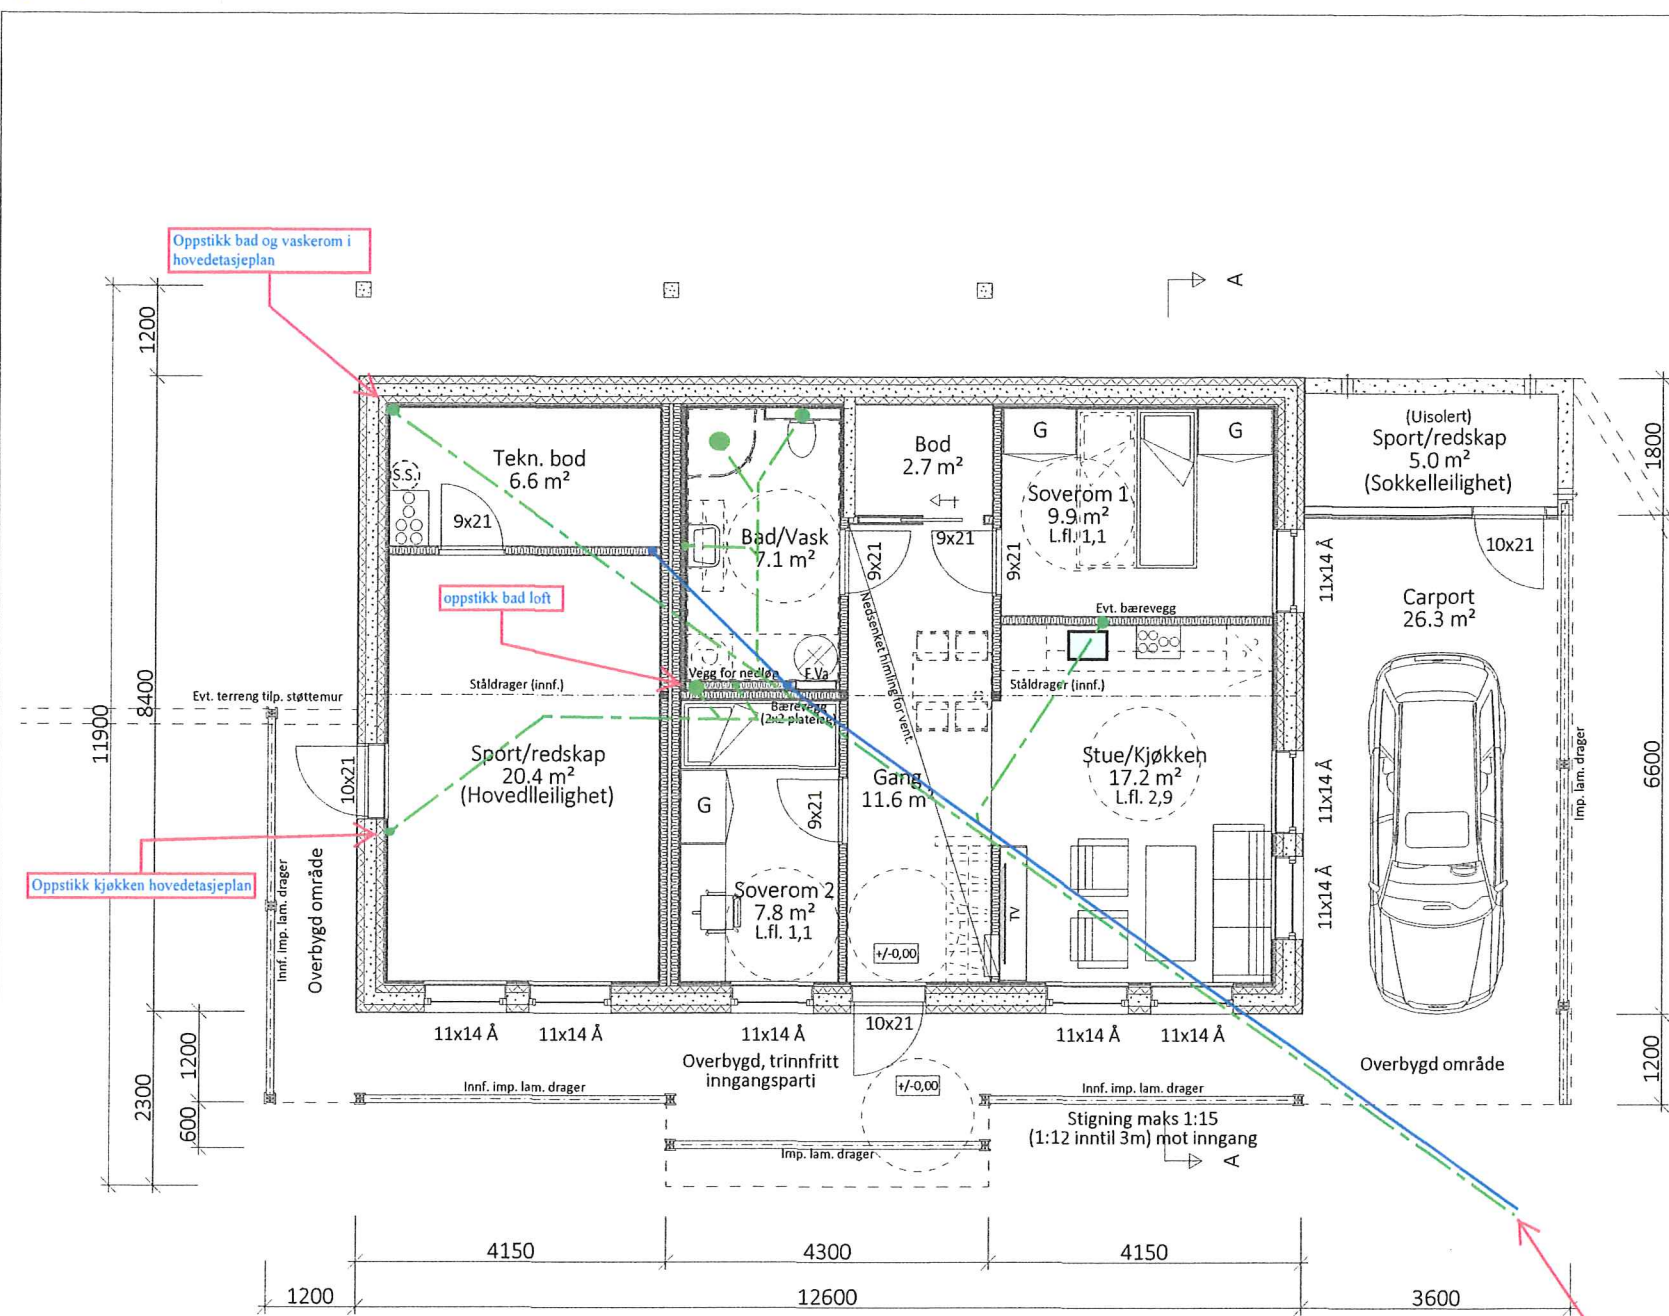 Oppstikk bad og vaskerom i
hovedetasjeplan
A
1200
8400
11900
2300
1200
600
(Uisolert)
Sport/redskap
5.0 m²
(Sokkelleilighet)
1800
6600
1200
Tekn. bod
6.6 m²
S.S.
9x21
Bod
2.7 m²
G
G
Soverom 1
9.9 m²
L.fl. 1,1
Bad/Vask
7.1 m²
9x21
9x21
9x21
10x21
11x14 Å
Carport
26.3 m²
oppstikk bad loft
Evt. bærevegg
Nedsenket himling for vent.
Vegg for nedløp
F.Va
Ståldrager (innf.)
Ståldrager (innf.)
Evt. terreng tilp. støttemur
Bærevegg
(2x2 platelag)
Sport/redskap
20.4 m²
(Hovedlleilighet)
10x21
Stue/Kjøkken
17.2 m²
L.fl. 2,9
Gang
11.6 m²
G
9x21
11x14 Å
Imp. lam. drager
Oppstikk kjøkken hovedetasjeplan
Innf. imp. lam. drager
Overbygd område
Soverom 2
7.8 m²
L.fl. 1,1
TV
11x14 Å
+/-0,00
11x14 Å
11x14 Å
11x14 Å
10x21
11x14 Å
11x14 Å
Overbygd, trinnfritt
inngangsparti
Overbygd område
Innf. imp. lam. drager
+/-0,00
Innf. imp. lam. drager
Stigning maks 1:15
(1:12 inntil 3m) mot inngang
Imp. lam. drager
A
4150
4300
4150
1200
12600
3600